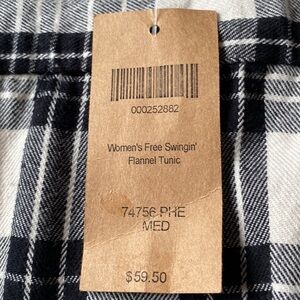 000252882
Women's Free Swingin'
Flannel Tunic
74756 PHE
MED
$59.50